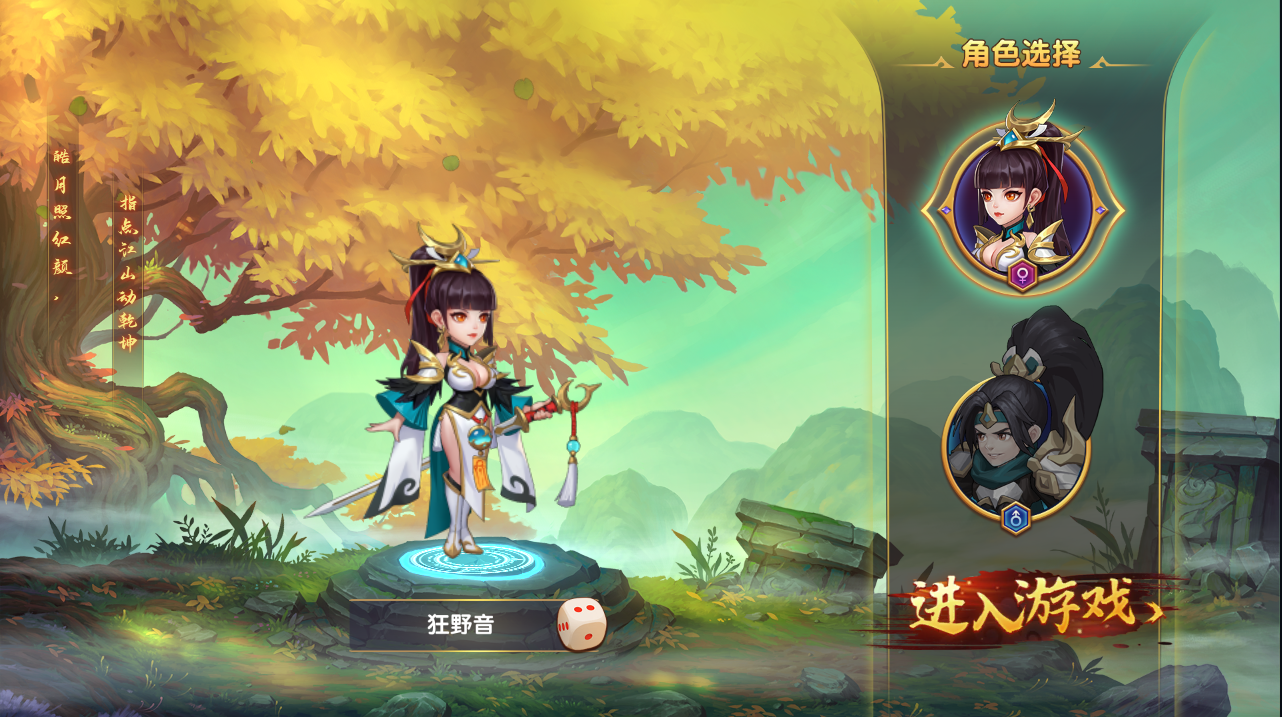 角色选择
皓月照红颜，
指点江山动乾坤
狂野音
进入游戏